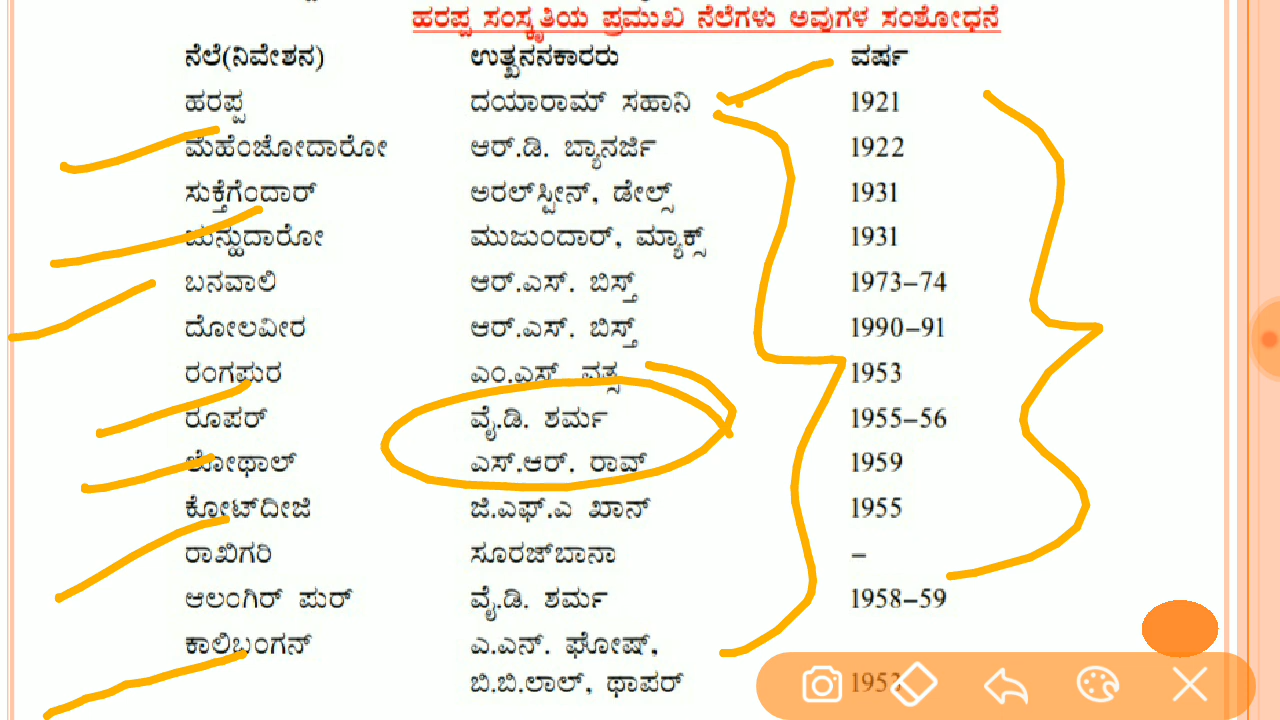 ಹರಪ್ಪ ಸಂಸ್ಕೃತಿಯ ಪ್ರಮುಖ ನೆಲೆಗಳು ಅವುಗಳ ಸಂಶೋಧನೆ
ನೆಲೆ(ನಿವೇಶನ) ಉತ್ಖನನಕಾರರು ವರ್ಷ
ಹರಪ್ಪ ದಯಾರಾಮ್ ಸಹಾನಿ 1921
ಮೆಹೆಂಜೋದಾರೋ ಆರ್.ಡಿ. ಬ್ಯಾನರ್ಜಿ 1922
ಸುಕ್ತೆಗೆಂದಾರ್ ಅರಲ್‌ಸ್ಟೀನ್, ಡೇಲ್ಸ್ 1931
ಚುನ್ಹುದಾರೋ ಮುಜುಂದಾರ್, ಮ್ಯಾಕ್ಸ್ 1931
ಬನವಾಲಿ ಆರ್.ಎಸ್. ಬಿಸ್ತ್ 1973–74
ದೋಲವೀರ ಆರ್.ಎಸ್. ಬಿಸ್ತ್ 1990–91
ರಂಗಪುರ ಎಂ.ಎಸ್. ವತ್ಸ 1953
ರೂಪರ್ ವೈ.ಡಿ. ಶರ್ಮ 1955–56
ಲೋಥಾಲ್ ಎಸ್.ಆರ್. ರಾವ್ 1959
ಕೋಟ್‌ದೀಜಿ ಜಿ.ಎಫ್.ಎ ಖಾನ್ 1955
ರಾಖಿಗರಿ ಸೂರಜ್‌ಬಾನಾ –
ಆಲಂಗಿರ್ ಪುರ್ ವೈ.ಡಿ. ಶರ್ಮ 1958–59
ಕಾಲಿಬಂಗನ್ ಎ.ಎನ್. ಘೋಷ್,
ಬಿ.ಬಿ.ಲಾಲ್, ಥಾಪರ್